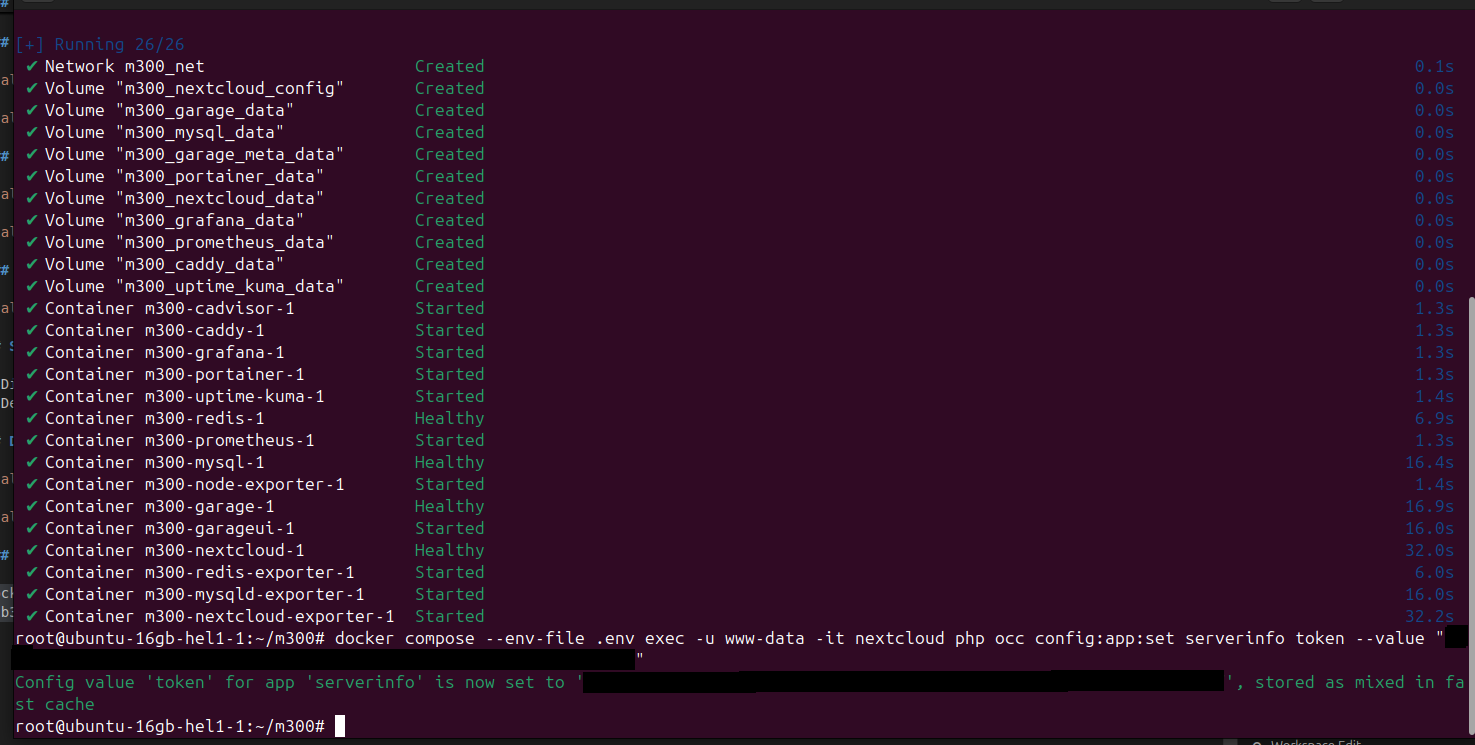 [+] Running 26/26
✔ Network m300_net Created 0.1s
✔ Volume "m300_nextcloud_config" Created 0.0s
✔ Volume "m300_garage_data" Created 0.0s
✔ Volume "m300_mysql_data" Created 0.0s
✔ Volume "m300_garage_meta_data" Created 0.0s
✔ Volume "m300_portainer_data" Created 0.0s
✔ Volume "m300_nextcloud_data" Created 0.0s
✔ Volume "m300_grafana_data" Created 0.0s
✔ Volume "m300_prometheus_data" Created 0.0s
✔ Volume "m300_caddy_data" Created 0.0s
✔ Volume "m300_uptime_kuma_data" Created 0.0s
✔ Container m300-cadvisor-1 Started 1.3s
✔ Container m300-caddy-1 Started 1.3s
✔ Container m300-grafana-1 Started 1.3s
✔ Container m300-portainer-1 Started 1.3s
✔ Container m300-uptime-kuma-1 Started 1.4s
✔ Container m300-redis-1 Healthy 6.9s
✔ Container m300-prometheus-1 Started 1.3s
✔ Container m300-mysql-1 Healthy 16.4s
✔ Container m300-node-exporter-1 Started 1.4s
✔ Container m300-garage-1 Healthy 16.9s
✔ Container m300-garageui-1 Started 16.0s
✔ Container m300-nextcloud-1 Healthy 32.0s
✔ Container m300-redis-exporter-1 Started 6.0s
✔ Container m300-mysqld-exporter-1 Started 16.0s
✔ Container m300-nextcloud-exporter-1 Started 32.2s
root@ubuntu-16gb-hel1-1:~/m300# docker compose --env-file .env exec -u www-data -it nextcloud php occ config:app:set serverinfo token --value "
"
Config value 'token' for app 'serverinfo' is now set to '', stored as mixed in fa
st cache
root@ubuntu-16gb-hel1-1:~/m300#